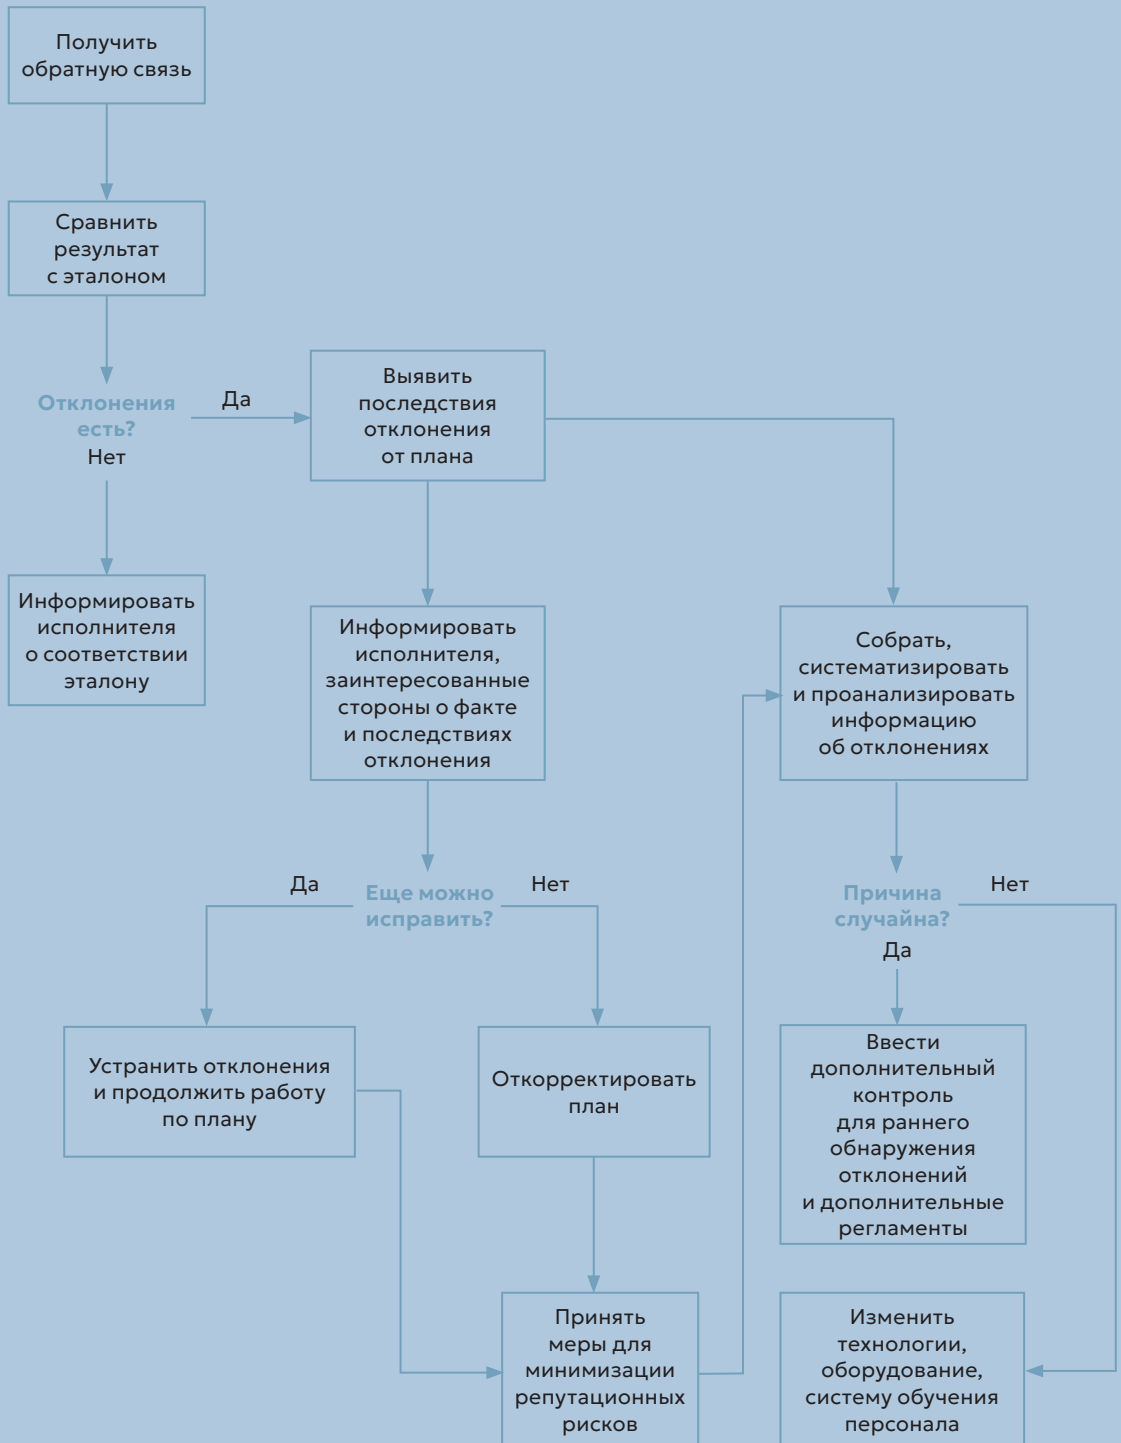 Получить
обратную связь
Сравнить
результат
с эталоном
Отклонения
есть?
Да
Нет
Информировать
исполнителя
о соответствии
эталону
Выявить
последствия
отклонения
от плана
Информировать
исполнителя,
заинтересованные
стороны о факте
и последствиях
отклонения
Еще можно
исправить?
Да
Нет
Устранить отклонения
и продолжить работу
по плану
Откорректировать
план
Принять
меры для
минимизации
репутационных
рисков
Собрать,
систематизировать
и проанализировать
информацию
об отклонениях
Причина
случайна?
Нет
Да
Ввести
дополнительный
контроль
для раннего
обнаружения
отклонений
и дополнительные
регламенты
Изменить
технологии,
оборудование,
систему обучения
персонала